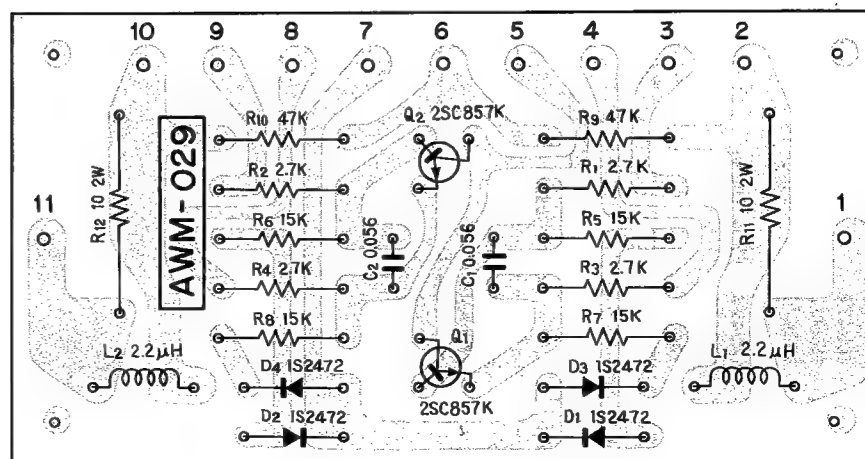 10 9 8 7 6 5 4 3 2
11
1
AWM-029
R12 10 2W
R10 47K
R2 2.7K
R6 15K
R4 2.7K
R8 15K
L2 2.2μH
D4 1S2472
D2 1S2472
Q2 2SC857K
C2 0.056
C1 0.056
Q1
2SC857K
R9 47K
R1 2.7K
R5 15K
R3 2.7K
R7 15K
D3 1S2472
D1 1S2472
R11 10 2W
L1 2.2μH